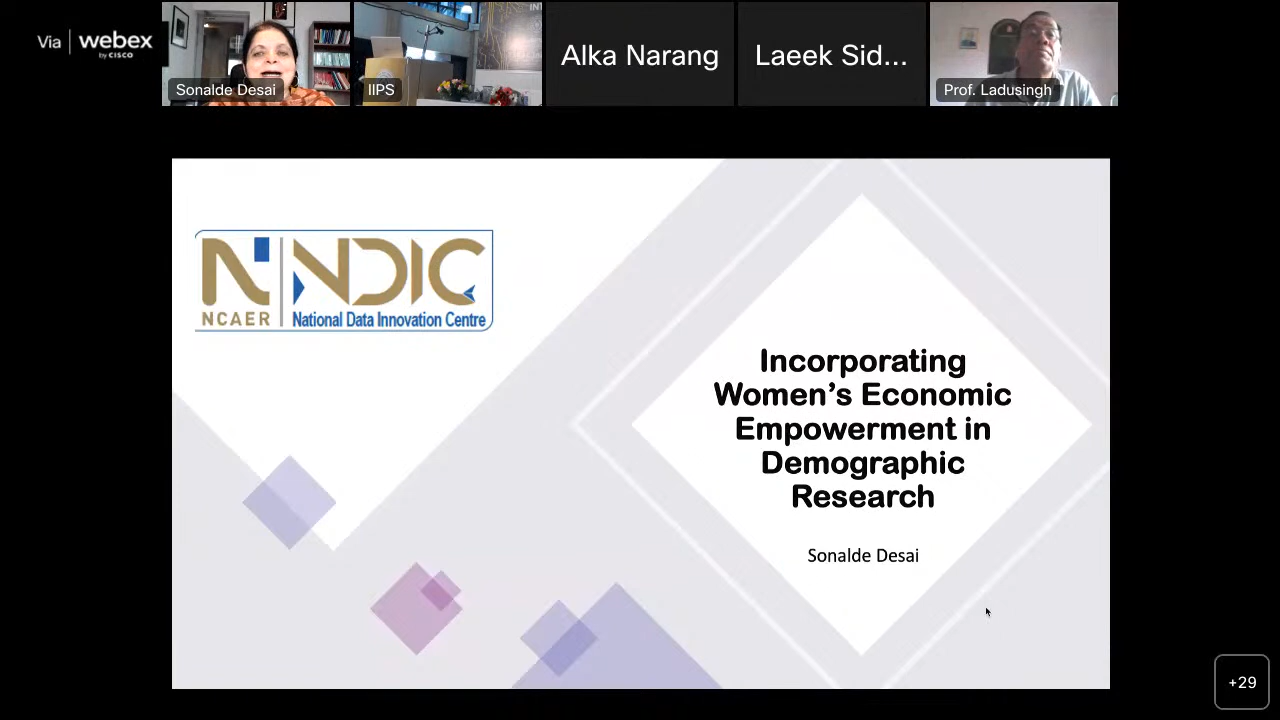 Via webex
by CISCO
Sonalde Desai
IIPS
Alka Narang
Laeek Sid...
Prof. Ladusingh
NDIC
NCAER
National Data Innovation Centre
Incorporating
Women's Economic
Empowerment in
Demographic
Research
Sonalde Desai
+29